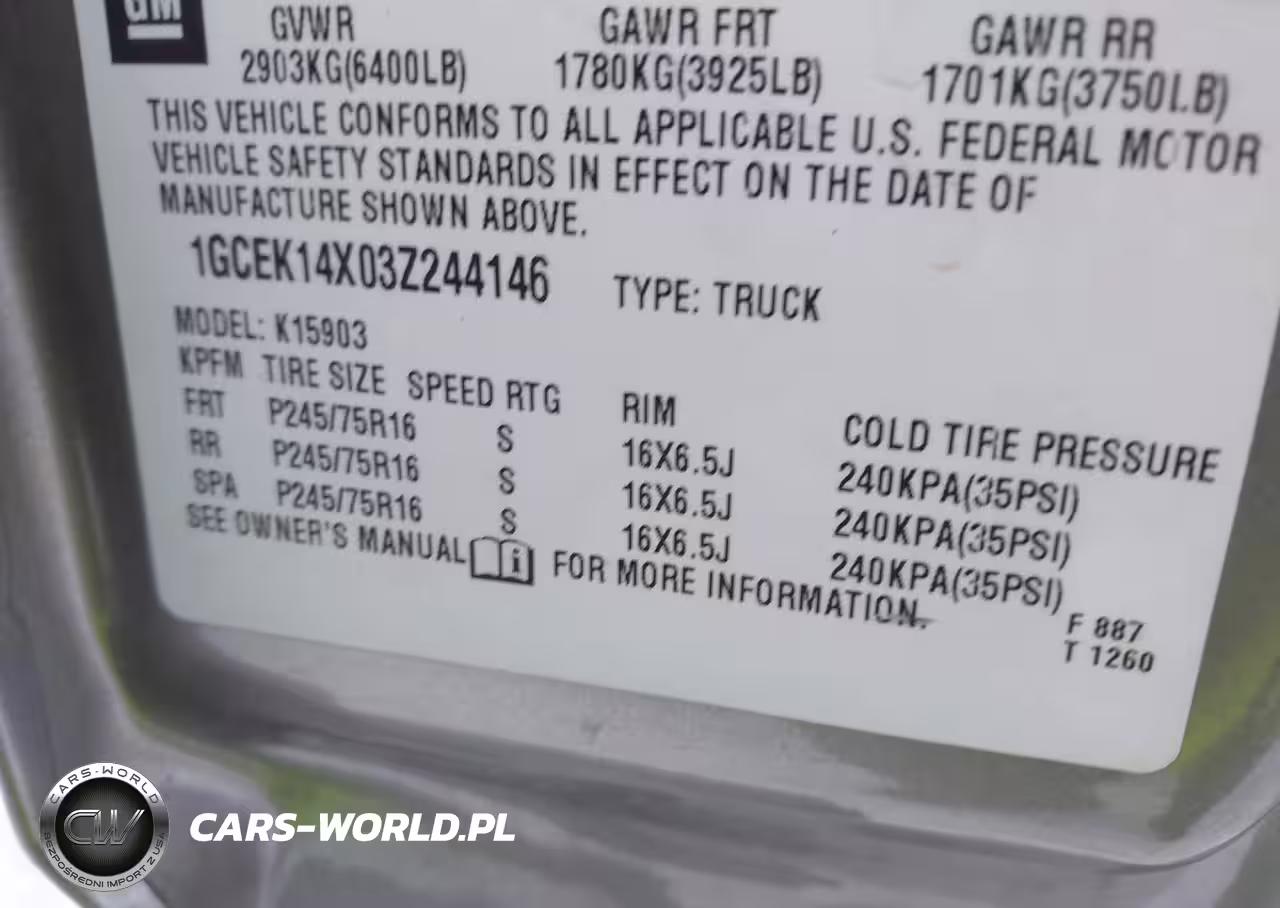 GM
GVWR GAWR FRT GAWR RR
2903KG(6400LB) 1780KG(3925LB) 1701KG(3750LB)
THIS VEHICLE CONFORMS TO ALL APPLICABLE U.S. FEDERAL MOTOR
VEHICLE SAFETY STANDARDS IN EFFECT ON THE DATE OF
MANUFACTURE SHOWN ABOVE.
1GCEK14X03Z244146 TYPE: TRUCK
MODEL: K15903
KPFM TIRE SIZE SPEED RTG RIM COLD TIRE PRESSURE
FRT P245/75R16 S 16X6.5J 240KPA(35PSI)
RR P245/75R16 S 16X6.5J 240KPA(35PSI)
SPA P245/75R16 S 16X6.5J 240KPA(35PSI)
SEE OWNER'S MANUAL i FOR MORE INFORMATION.
F 887
T 1260
CARS-WORLD
CW
BEZPOŚREDNI IMPORT Z USA
CARS-WORLD.PL